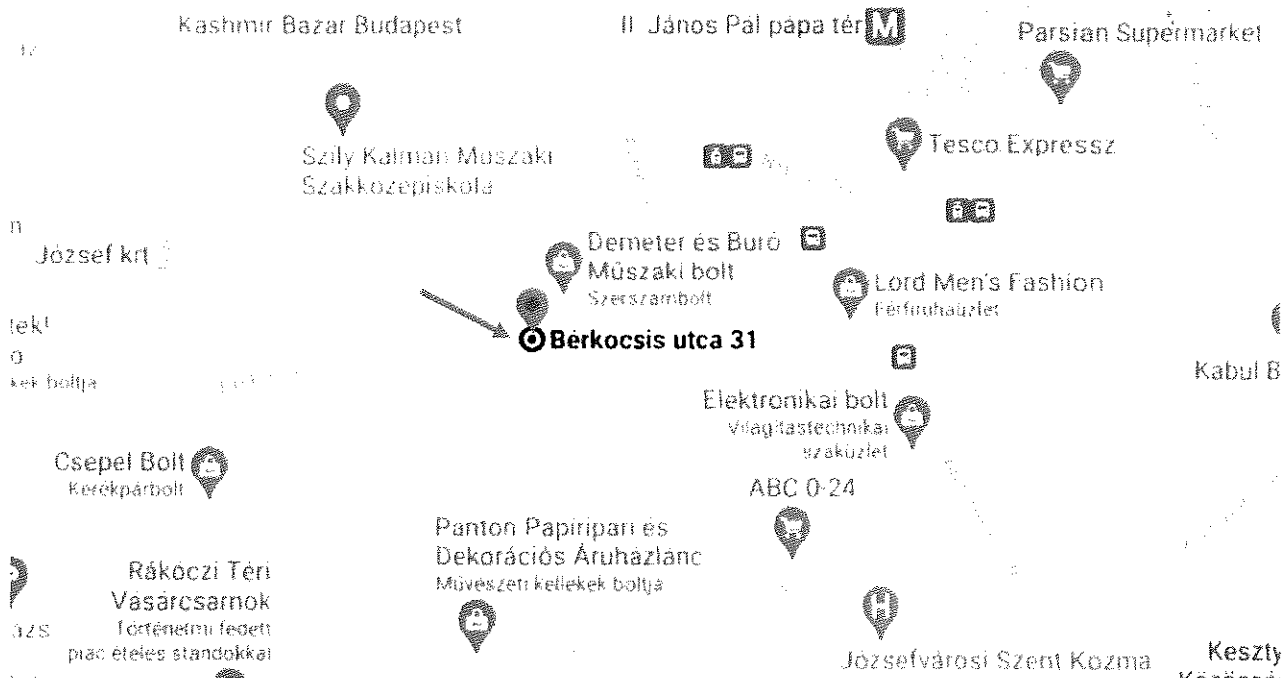 Kashmir Bazar Budapest
II. János Pál pápa tér M
Parsian Supermarket
Szily Kálmán Műszaki
Szakközépiskola
Tesco Expressz
József krt
Demeter és Buró
Műszaki bolt
Szerszámbolt
Lord Men's Fashion
Férfiruhaüzlet
Bérkocsis utca 31
kek boltja
Kabul B
Elektronikai bolt
Világítástechnikai
szaküzlet
Csepel Bolt
Kerékpárbolt
ABC 0-24
Panton Papíripari és
Dekorációs Áruházlánc
Művészeti kellékek boltja
Rákóczi Téri
Vásárcsarnok
Történelmi fedett
piac ételes standokkal
H
Józsefvárosi Szent Kozma
Keszty